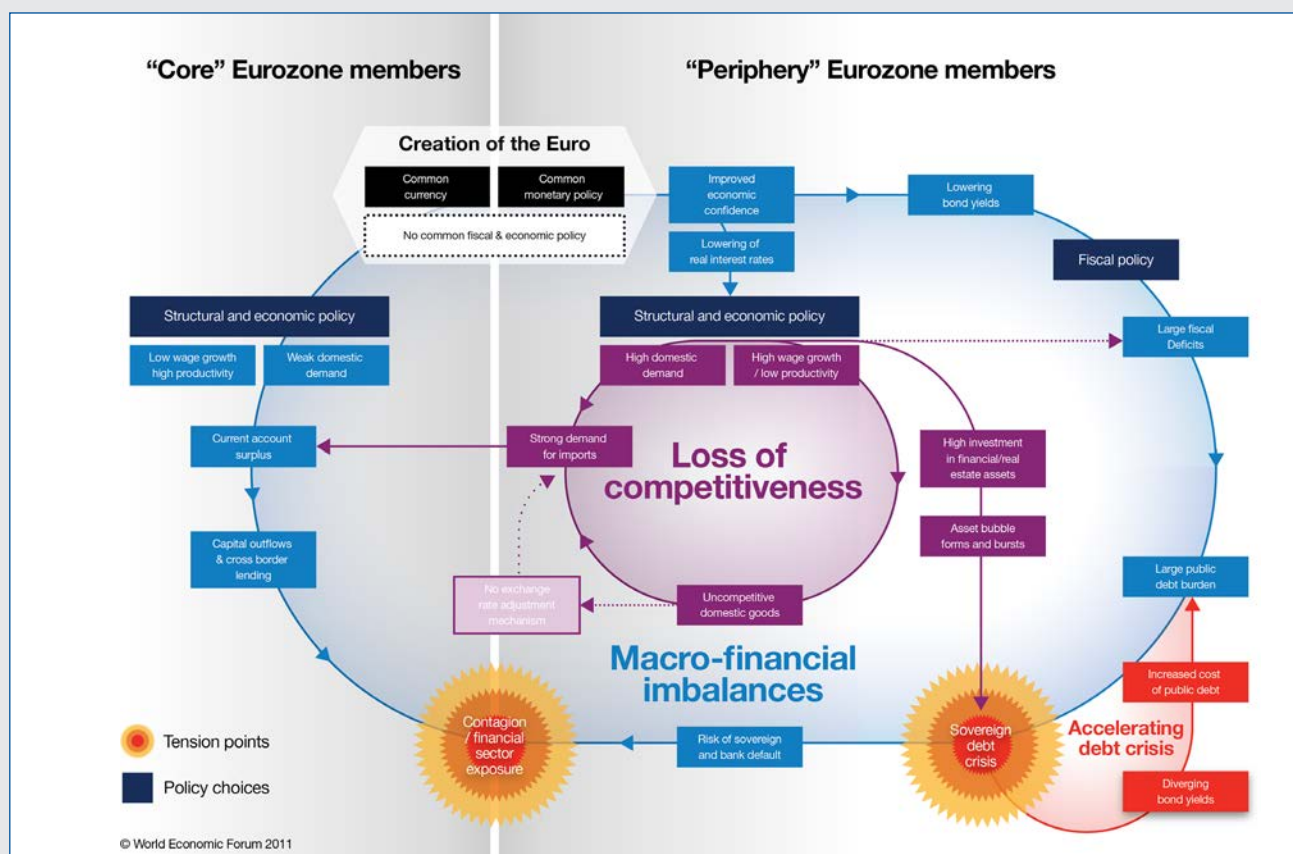 “Core” Eurozone members
“Periphery” Eurozone members
Creation of the Euro
Common
currency
Common
monetary policy
No common fiscal & economic policy
Improved
economic
confidence
Lowering
bond yields
Lowering of
real interest rates
Fiscal policy
Structural and economic policy
Low wage growth
high productivity
Weak domestic
demand
Structural and economic policy
High domestic
demand
High wage growth
/ low productivity
Large fiscal
Deficits
Current account
surplus
Strong demand
for imports
Loss of
competitiveness
High investment
in financial/real
estate assets
Capital outflows
& cross border
lending
Asset bubble
forms and bursts
No exchange
rate adjustment
mechanism
Uncompetitive
domestic goods
Large public
debt burden
Macro-financial
imbalances
Contagion
/ financial
sector
exposure
Risk of sovereign
and bank default
Sovereign
debt
crisis
Increased cost
of public debt
Accelerating
debt crisis
Diverging
bond yields
Tension points
Policy choices
© World Economic Forum 2011